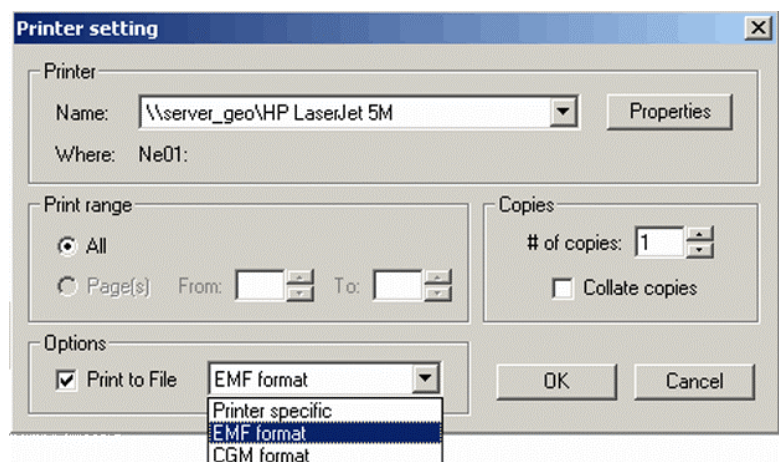 Printer setting
Printer
Name: \\server_geo\HP LaserJet 5M Properties
Where: Ne01:
Print range
All
Page(s) From: To:
Copies
# of copies: 1
Collate copies
Options
Print to File EMF format
Printer specific
EMF format
CGM format
OK Cancel